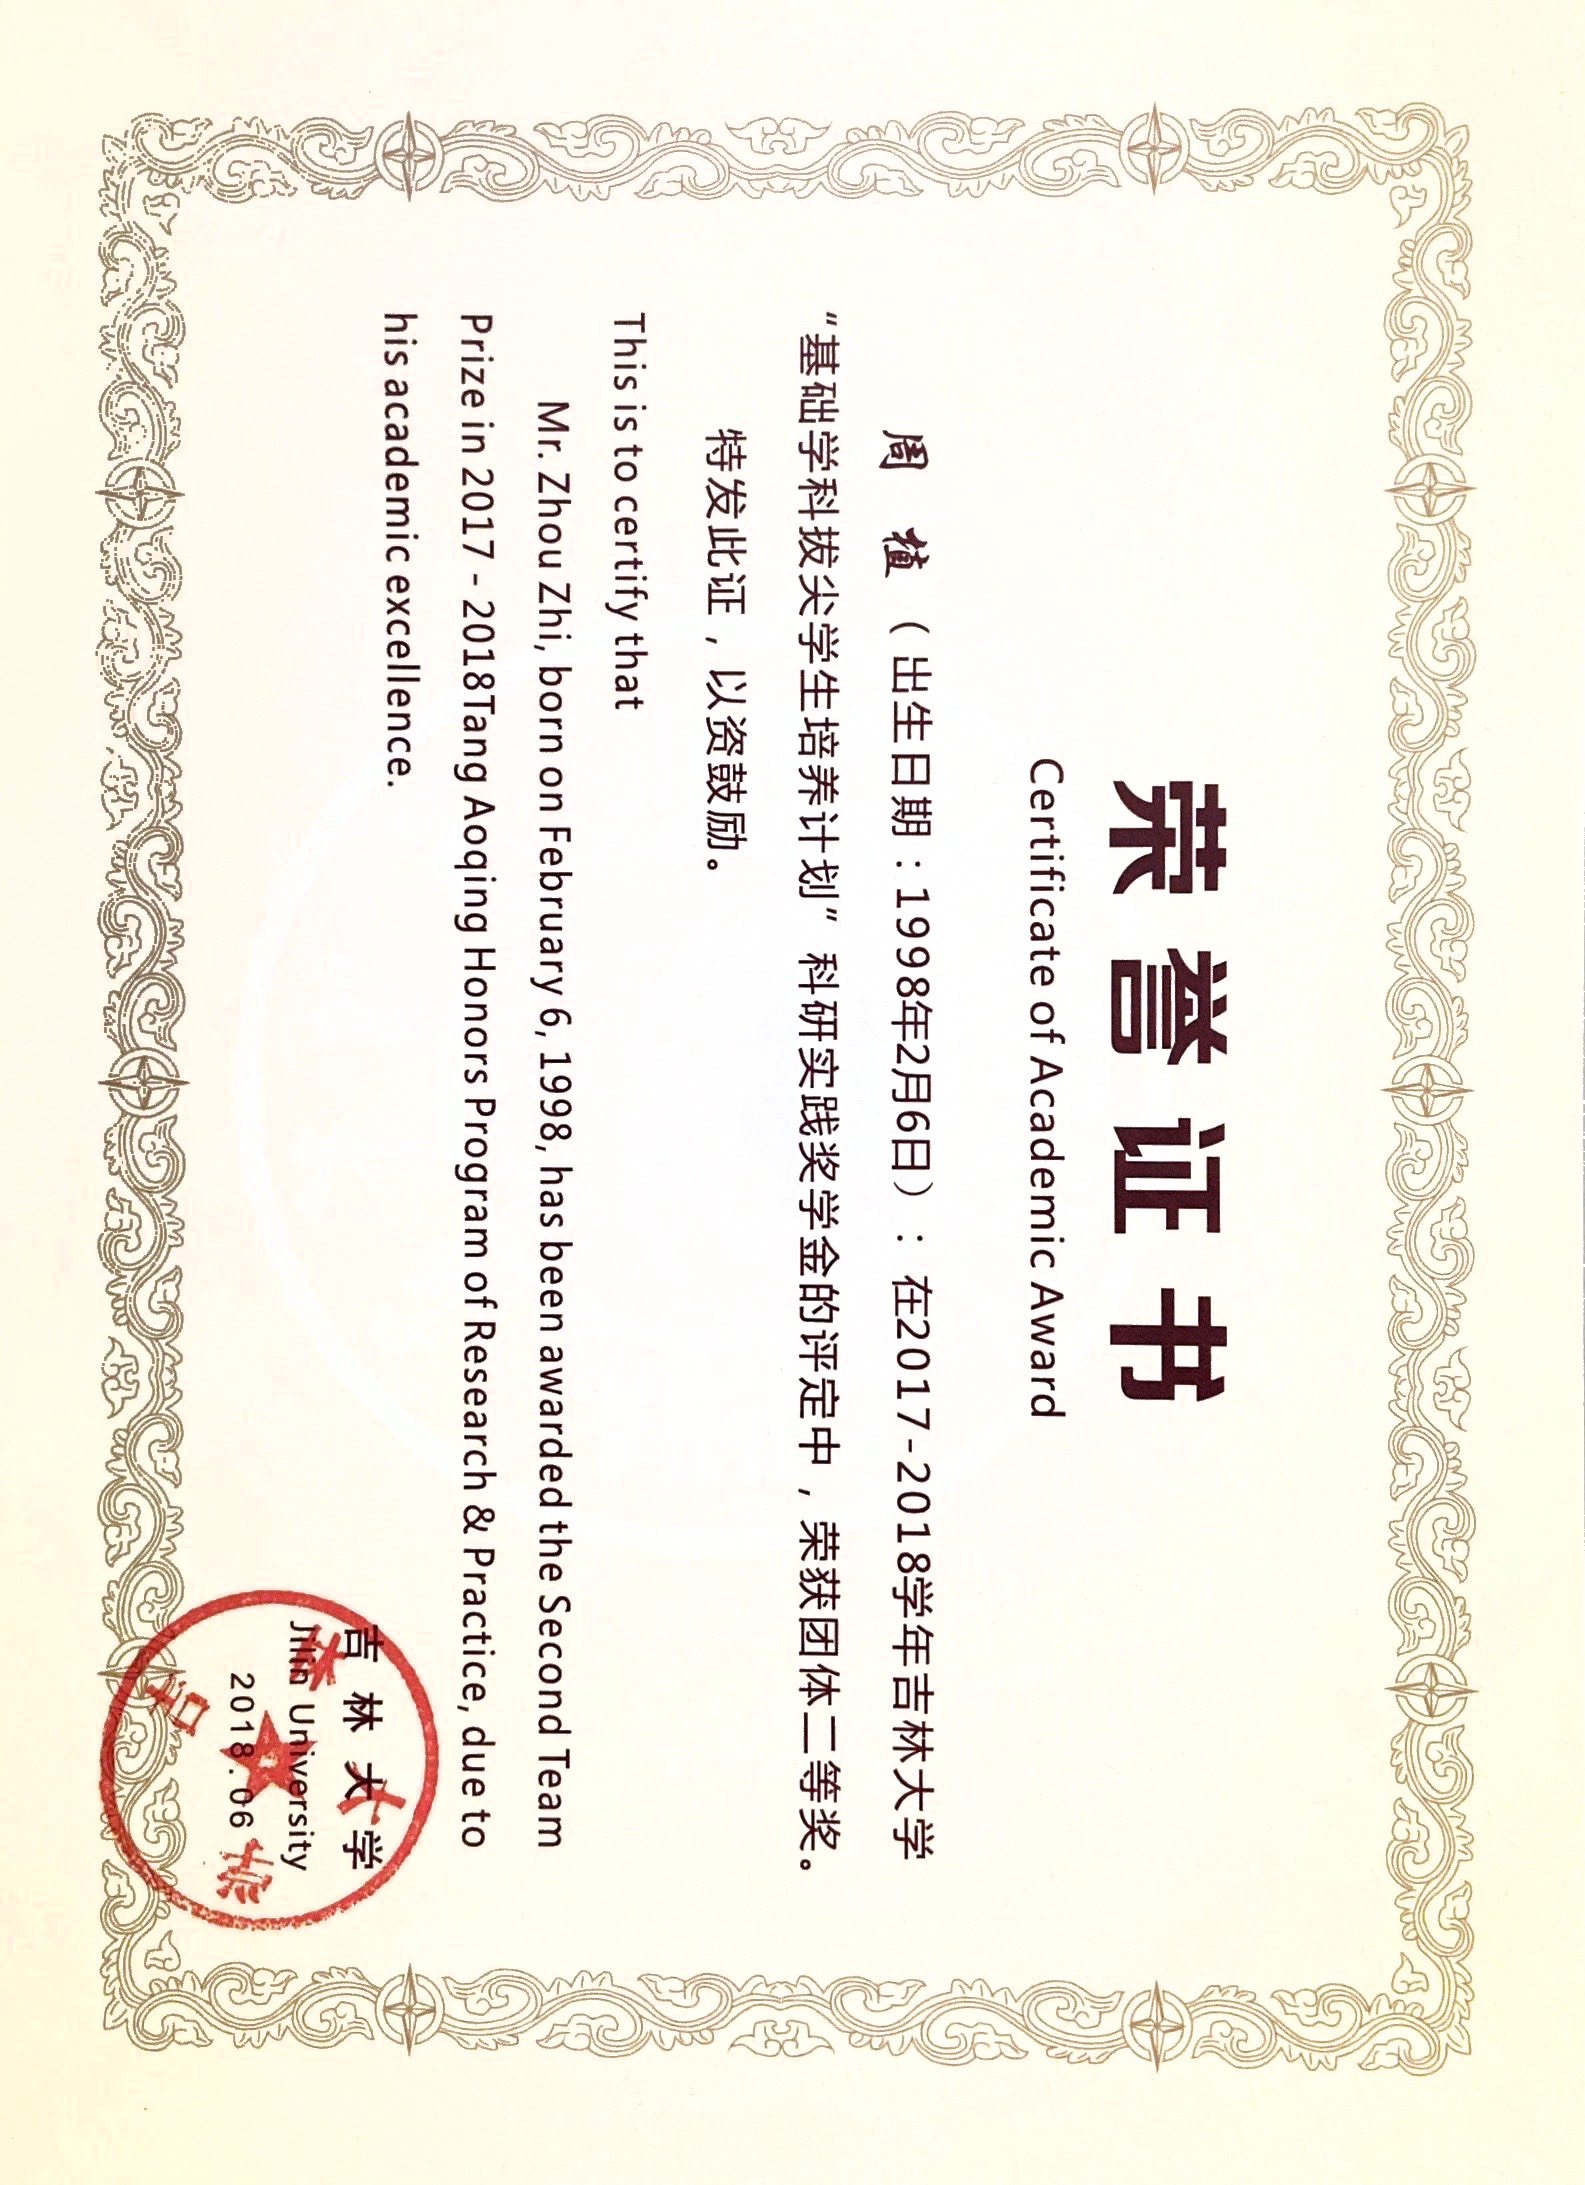 荣誉证书
Certificate of Academic Award
周 植 （出生日期：1998年2月6日）： 在2017-2018学年吉林大学
“基础学科拔尖学生培养计划”科研实践奖学金的评定中，荣获团体二等奖。
特发此证，以资鼓励。
This is to certify that
Mr. Zhou Zhi, born on February 6, 1998, has been awarded the Second Team
Prize in 2017 - 2018Tang Aoqing Honors Program of Research & Practice, due to
his academic excellence.
吉林大学
Jilin University
2018.06
吉林大学